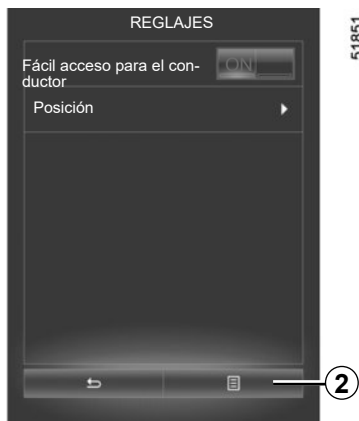 REGLAJES
Fácil acceso para el con-
ductor
ON
Posición
2
51851